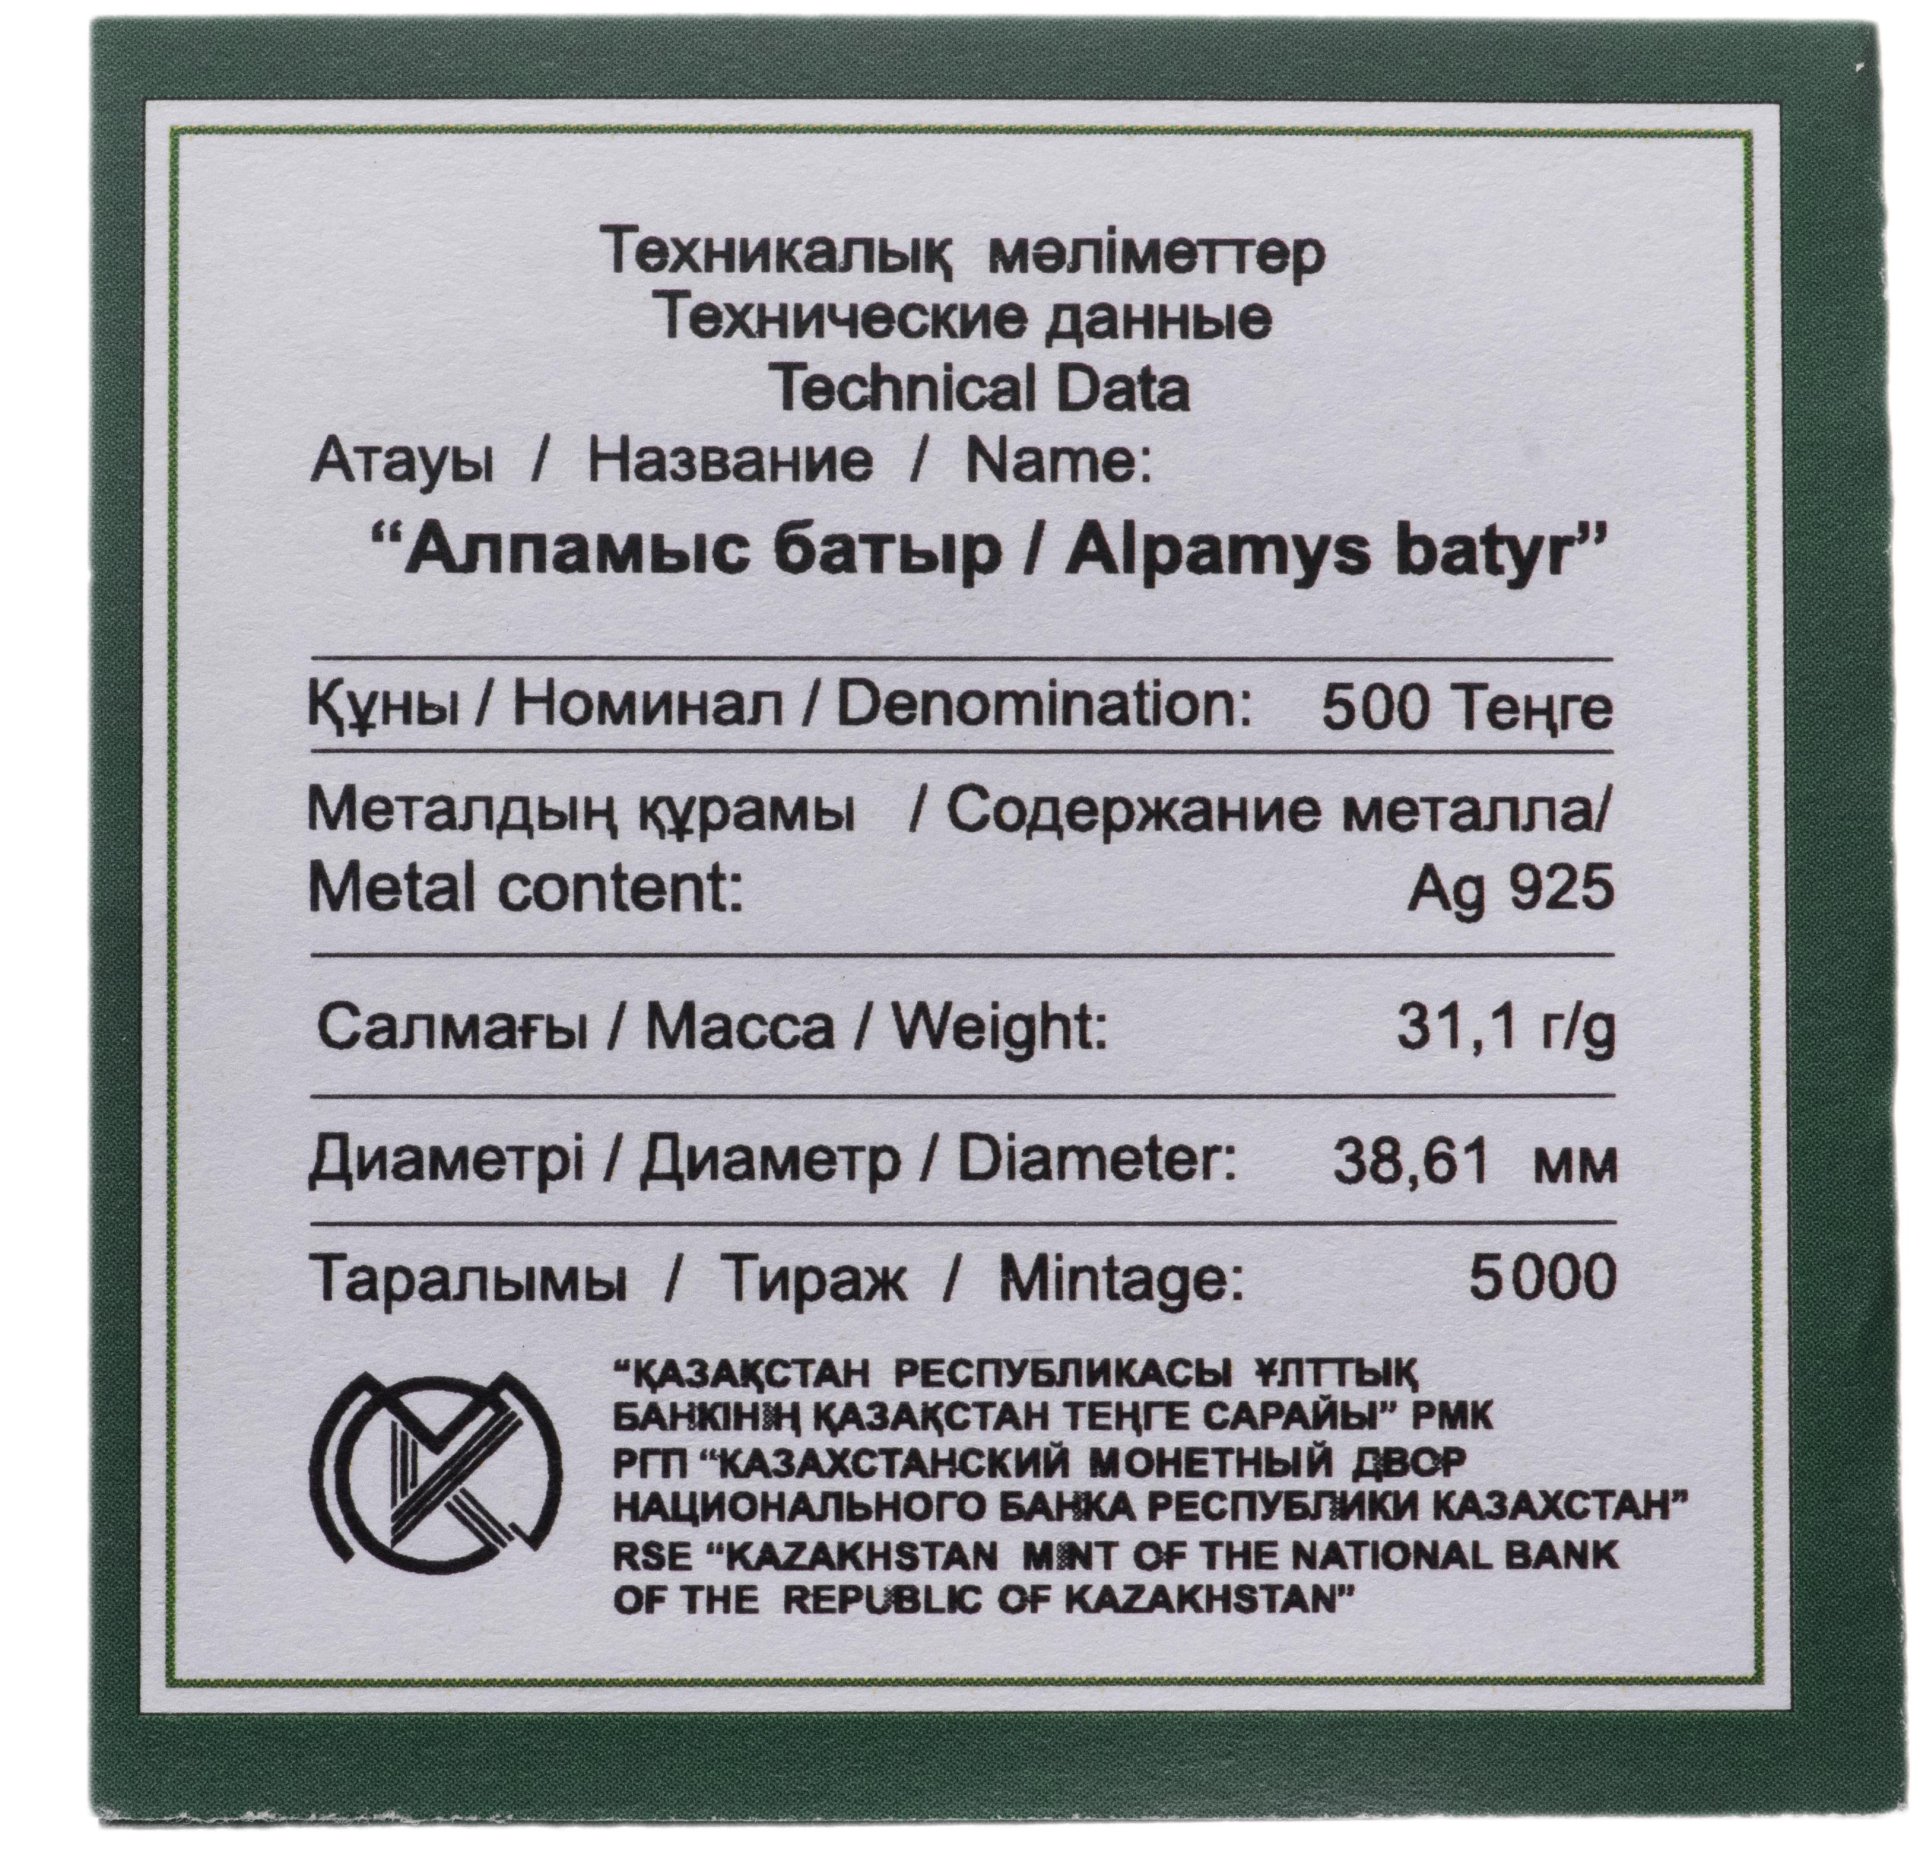 Техникалық мәліметтер
Технические данные
Technical Data
Атауы / Название / Name:
“Алпамыс батыр / Alpamys batyr”
Құны / Номинал / Denomination: 500 Теңге
Металдың құрамы / Содержание металла/
Metal content: Ag 925
Салмағы / Масса / Weight: 31,1 г/g
Диаметрі / Диаметр / Diameter: 38,61 мм
Таралымы / Тираж / Mintage: 5000
“ҚАЗАҚСТАН РЕСПУБЛИКАСЫ ҰЛТТЫҚ
БАНКІНІҢ ҚАЗАҚСТАН ТЕҢГЕ САРАЙЫ” РМК
РГП “КАЗАХСТАНСКИЙ МОНЕТНЫЙ ДВОР
НАЦИОНАЛЬНОГО БАНКА РЕСПУБЛИКИ КАЗАХСТАН”
RSE “KAZAKHSTAN MINT OF THE NATIONAL BANK
OF THE REPUBLIC OF KAZAKHSTAN”